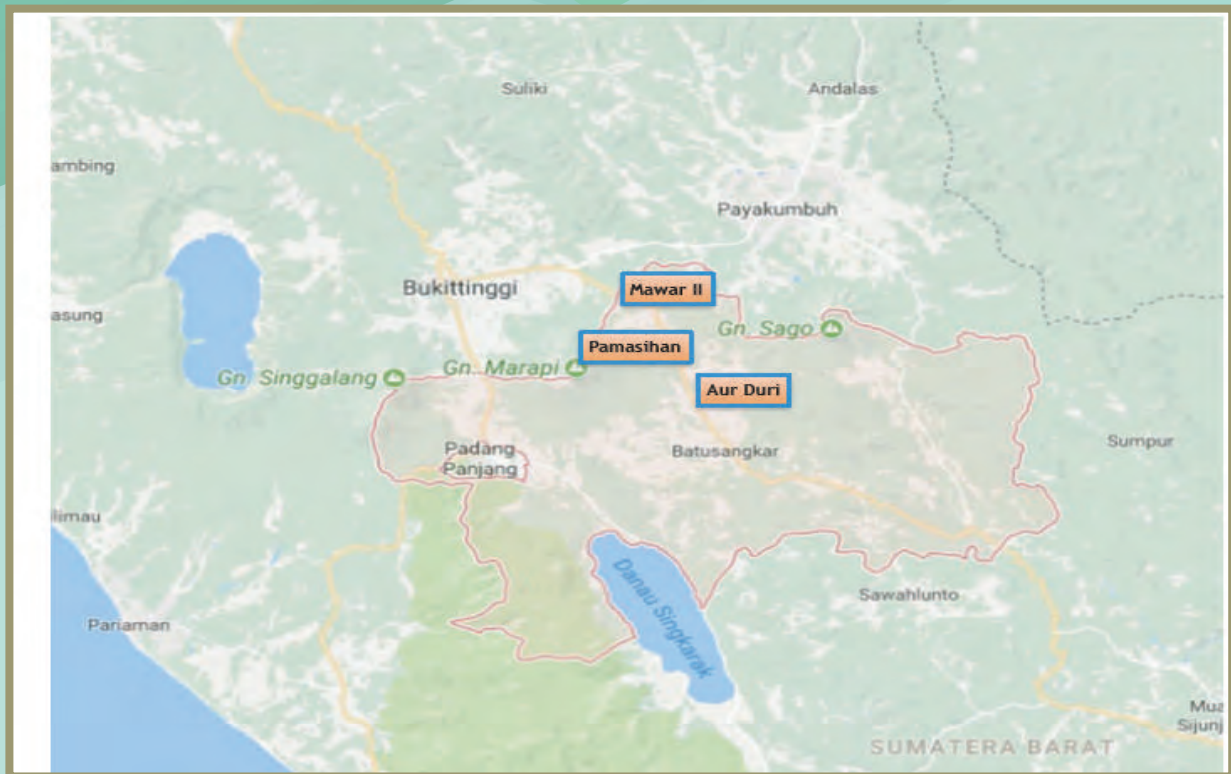 Suliki
Andalas
ambing
Payakumbuh
Bukittinggi
Mawar II
asung
Gn. Sago
Pamasihan
Gn. Marapi
Gn. Singgalang
Aur Duri
Padang
Panjang
Batusangkar
Sumpur
ilimau
Danau Singkarak
Sawahlunto
Pariaman
Mua
Sijunj
SUMATERA BARAT